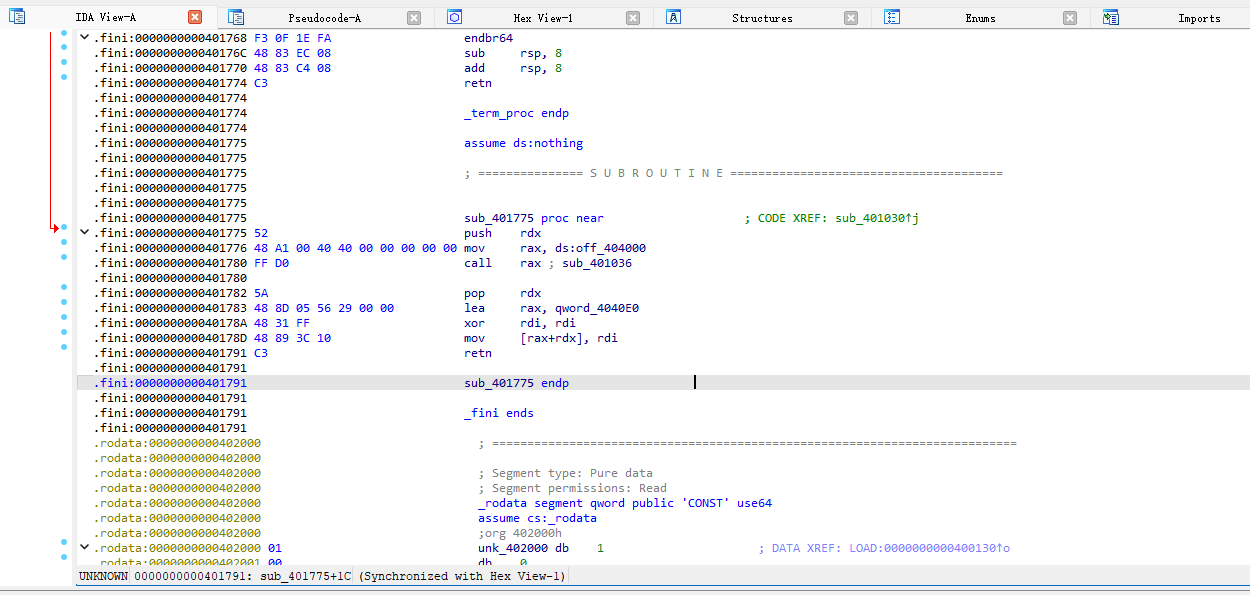 IDA View-A Pseudocode-A Hex View-1 Structures Enums Imports
.fini:0000000000401768 F3 0F 1E FA endbr64
.fini:000000000040176C 48 83 EC 08 sub rsp, 8
.fini:0000000000401770 48 83 C4 08 add rsp, 8
.fini:0000000000401774 C3 retn
.fini:0000000000401774
.fini:0000000000401774 _term_proc endp
.fini:0000000000401774
.fini:0000000000401775 assume ds:nothing
.fini:0000000000401775
.fini:0000000000401775 ; =============== S U B R O U T I N E =======================================
.fini:0000000000401775
.fini:0000000000401775
.fini:0000000000401775 sub_401775 proc near ; CODE XREF: sub_401030↑j
.fini:0000000000401775 52 push rdx
.fini:0000000000401776 48 A1 00 40 40 00 00 00 00 00 mov rax, ds:off_404000
.fini:0000000000401780 FF D0 call rax ; sub_401036
.fini:0000000000401780
.fini:0000000000401782 5A pop rdx
.fini:0000000000401783 48 8D 05 56 29 00 00 lea rax, qword_4040E0
.fini:000000000040178A 48 31 FF xor rdi, rdi
.fini:000000000040178D 48 89 3C 10 mov [rax+rdx], rdi
.fini:0000000000401791 C3 retn
.fini:0000000000401791
.fini:0000000000401791 sub_401775 endp
.fini:0000000000401791
.fini:0000000000401791 _fini ends
.fini:0000000000401791
.rodata:0000000000402000 ; ===========================================================================
.rodata:0000000000402000
.rodata:0000000000402000 ; Segment type: Pure data
.rodata:0000000000402000 ; Segment permissions: Read
.rodata:0000000000402000 _rodata segment qword public 'CONST' use64
.rodata:0000000000402000 assume cs:_rodata
.rodata:0000000000402000 ;org 402000h
.rodata:0000000000402000 01 unk_402000 db 1 ; DATA XREF: LOAD:0000000000400130↑o
.rodata:0000000000402001 00 db 0
UNKNOWN 0000000000401791: sub_401775+1C (Synchronized with Hex View-1)